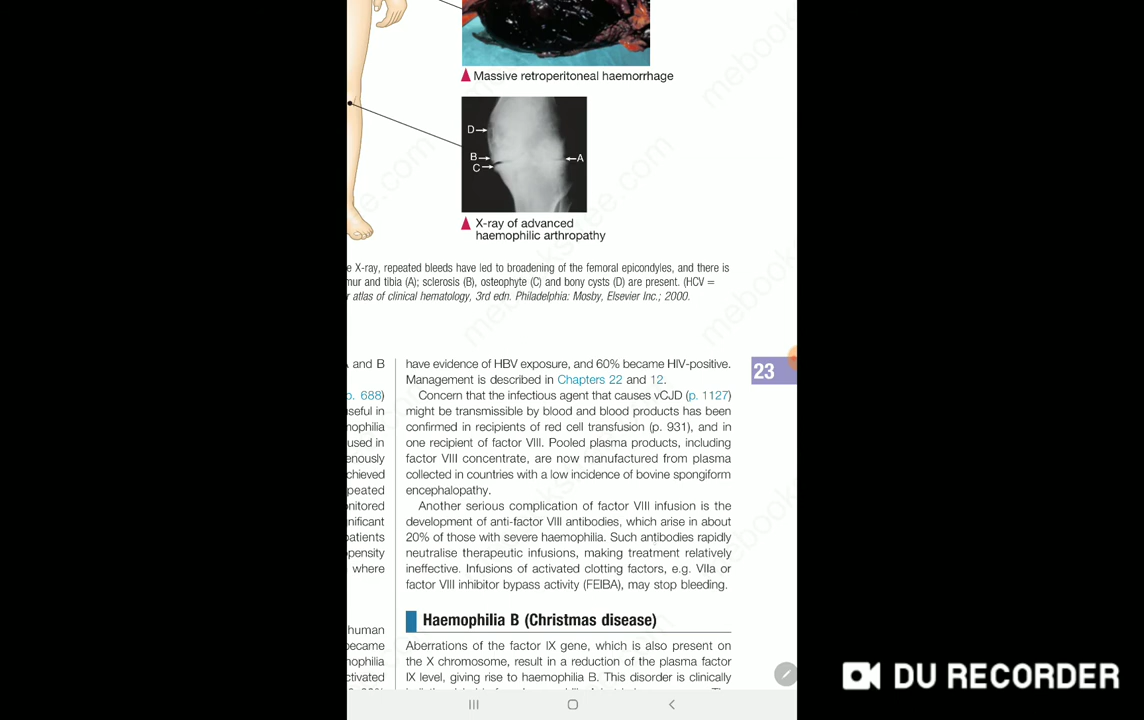 Massive retroperitoneal haemorrhage
D
B
C
A
X-ray of advanced
haemophilic arthropathy
e X-ray, repeated bleeds have led to broadening of the femoral epicondyles, and there is
mur and tibia (A); sclerosis (B), osteophyte (C) and bony cysts (D) are present. (HCV =
r atlas of clinical hematology, 3rd edn. Philadelphia: Mosby, Elsevier Inc.; 2000.
A and B
p. 688)
useful in
mophilia
used in
enously
chieved
peated
onitored
nificant
patients
opensity
where
human
became
mophilia
ctivated
have evidence of HBV exposure, and 60% became HIV-positive.
Management is described in Chapters 22 and 12.
Concern that the infectious agent that causes vCJD (p. 1127)
might be transmissible by blood and blood products has been
confirmed in recipients of red cell transfusion (p. 931), and in
one recipient of factor VIII. Pooled plasma products, including
factor VIII concentrate, are now manufactured from plasma
collected in countries with a low incidence of bovine spongiform
encephalopathy.
Another serious complication of factor VIII infusion is the
development of anti-factor VIII antibodies, which arise in about
20% of those with severe haemophilia. Such antibodies rapidly
neutralise therapeutic infusions, making treatment relatively
ineffective. Infusions of activated clotting factors, e.g. VIIa or
factor VIII inhibitor bypass activity (FEIBA), may stop bleeding.
Haemophilia B (Christmas disease)
Aberrations of the factor IX gene, which is also present on
the X chromosome, result in a reduction of the plasma factor
IX level, giving rise to haemophilia B. This disorder is clinically
23
DU RECORDER